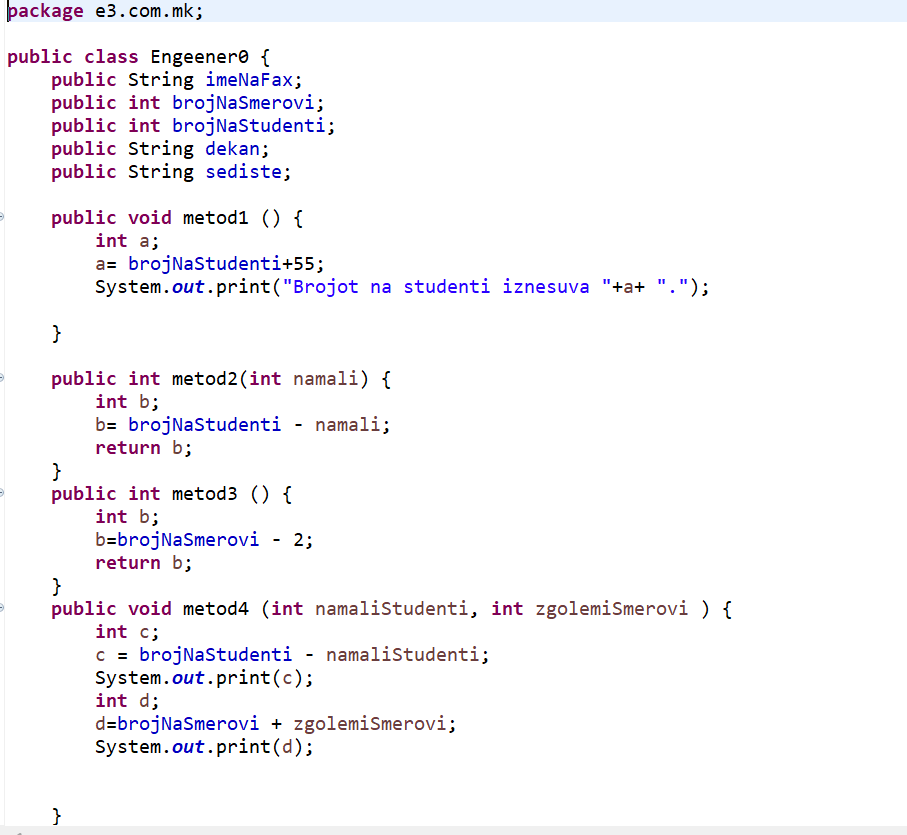 package e3.com.mk;
public class Engeener0 {
public String imeNaFax;
public int brojNaSmerovi;
public int brojNaStudenti;
public String dekan;
public String sediste;
public void metod1 () {
int a;
a= brojNaStudenti+55;
System.out.print("Brojot na studenti iznesuva "+a+ ".");
}
public int metod2(int namali) {
int b;
b= brojNaStudenti - namali;
return b;
}
public int metod3 () {
int b;
b=brojNaSmerovi - 2;
return b;
}
public void metod4 (int namaliStudenti, int zgolemiSmerovi ) {
int c;
c = brojNaStudenti - namaliStudenti;
System.out.print(c);
int d;
d=brojNaSmerovi + zgolemiSmerovi;
System.out.print(d);
}